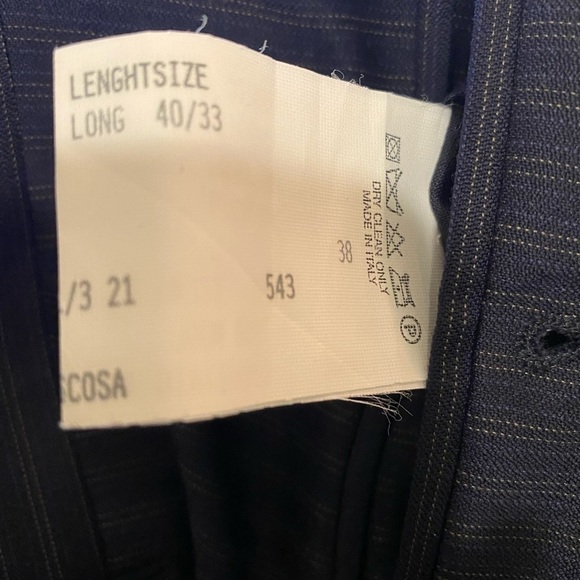 LENGHTSIZE
LONG 40/33
38
/3 21
543
SCOSA
DRY CLEAN ONLY
MADE IN ITALY
P